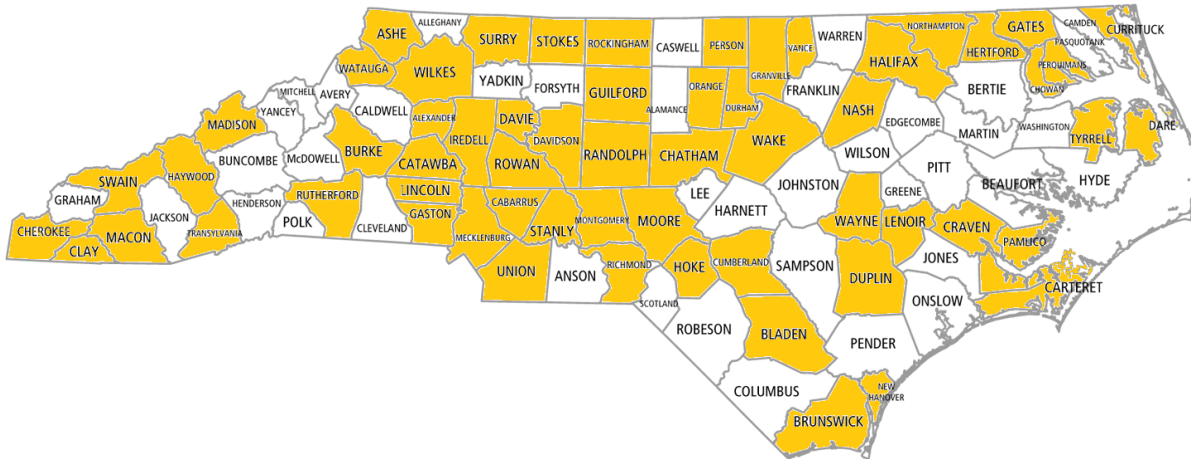 ALLEGHANY
ASHE
SURRY
STOKES
ROCKINGHAM
CASWELL
PERSON
VANCE
WARREN
NORTHAMPTON
GATES
CAMDEN
CURRITUCK
PASQUOTANK
HERTFORD
HALIFAX
WATAUGA
WILKES
YADKIN
FORSYTH
GUILFORD
ALAMANCE
ORANGE
DURHAM
GRANVILLE
FRANKLIN
NASH
EDGECOMBE
BERTIE
PERQUIMANS
CHOWAN
MITCHELL
AVERY
YANCEY
CALDWELL
ALEXANDER
IREDELL
DAVIE
DAVIDSON
MADISON
BUNCOMBE
McDOWELL
BURKE
CATAWBA
ROWAN
RANDOLPH
CHATHAM
WAKE
WILSON
MARTIN
WASHINGTON
TYRRELL
DARE
SWAIN
HAYWOOD
RUTHERFORD
LINCOLN
CABARRUS
LEE
JOHNSTON
GREENE
PITT
BEAUFORT
HYDE
GRAHAM
JACKSON
HENDERSON
POLK
CLEVELAND
GASTON
STANLY
MONTGOMERY
MOORE
HARNETT
WAYNE
LENOIR
CRAVEN
PAMLICO
CHEROKEE
CLAY
MACON
TRANSYLVANIA
MECKLENBURG
UNION
ANSON
RICHMOND
HOKE
CUMBERLAND
SAMPSON
DUPLIN
JONES
CARTERET
SCOTLAND
ROBESON
BLADEN
ONSLOW
PENDER
COLUMBUS
NEW
HANOVER
BRUNSWICK